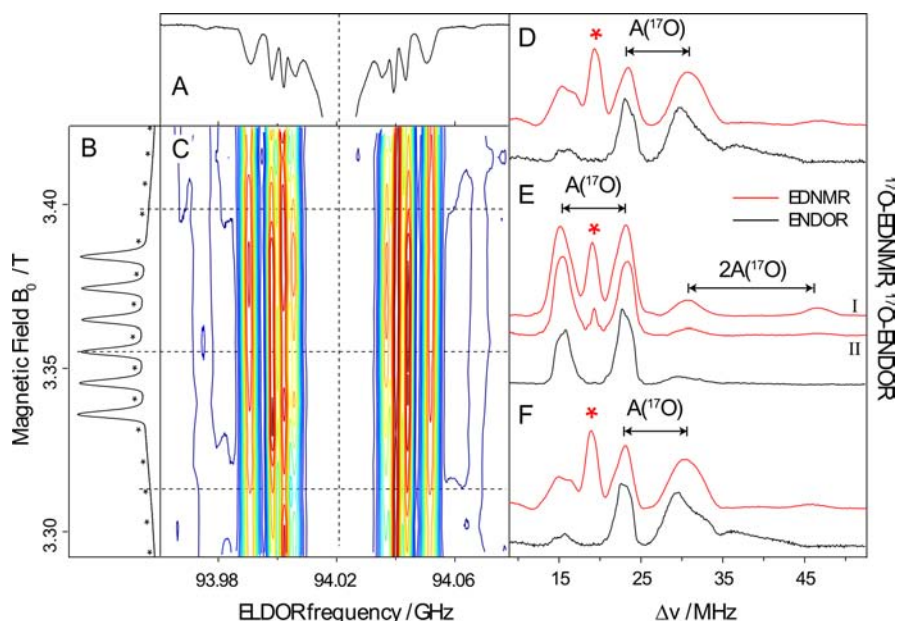 A
B
C
3.40
3.35
3.30
Magnetic Field B₀ / T
93.98
94.02
94.06
ELDOR frequency / GHz
D
A(¹⁷O)
*
E
A(¹⁷O)
*
EDNMR
ENDOR
2A(¹⁷O)
I
II
F
A(¹⁷O)
*
15
25
35
45
Δν / MHz
¹⁷O-EDNMR, ¹⁷O-ENDOR